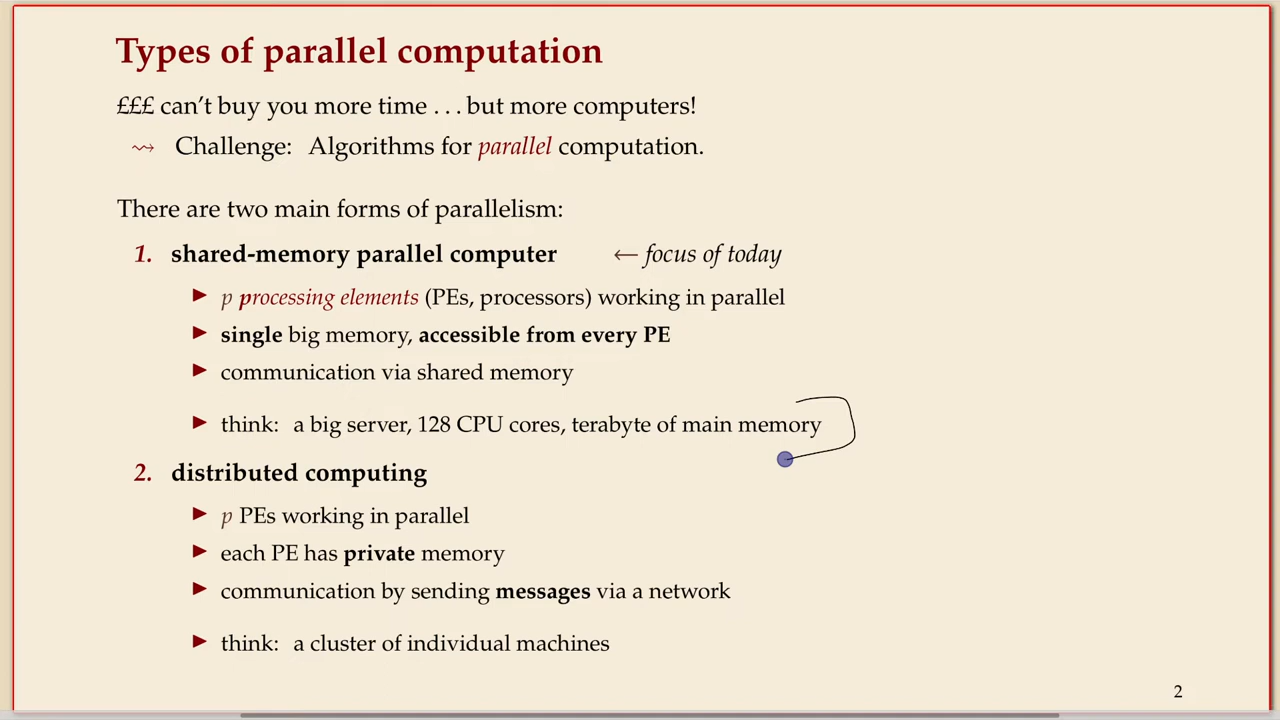 Types of parallel computation
£££ can't buy you more time . . . but more computers!
⇝ Challenge: Algorithms for parallel computation.
There are two main forms of parallelism:
1. shared-memory parallel computer ← focus of today
▶ p processing elements (PEs, processors) working in parallel
▶ single big memory, accessible from every PE
▶ communication via shared memory
▶ think: a big server, 128 CPU cores, terabyte of main memory
2. distributed computing
▶ p PEs working in parallel
▶ each PE has private memory
▶ communication by sending messages via a network
▶ think: a cluster of individual machines
2